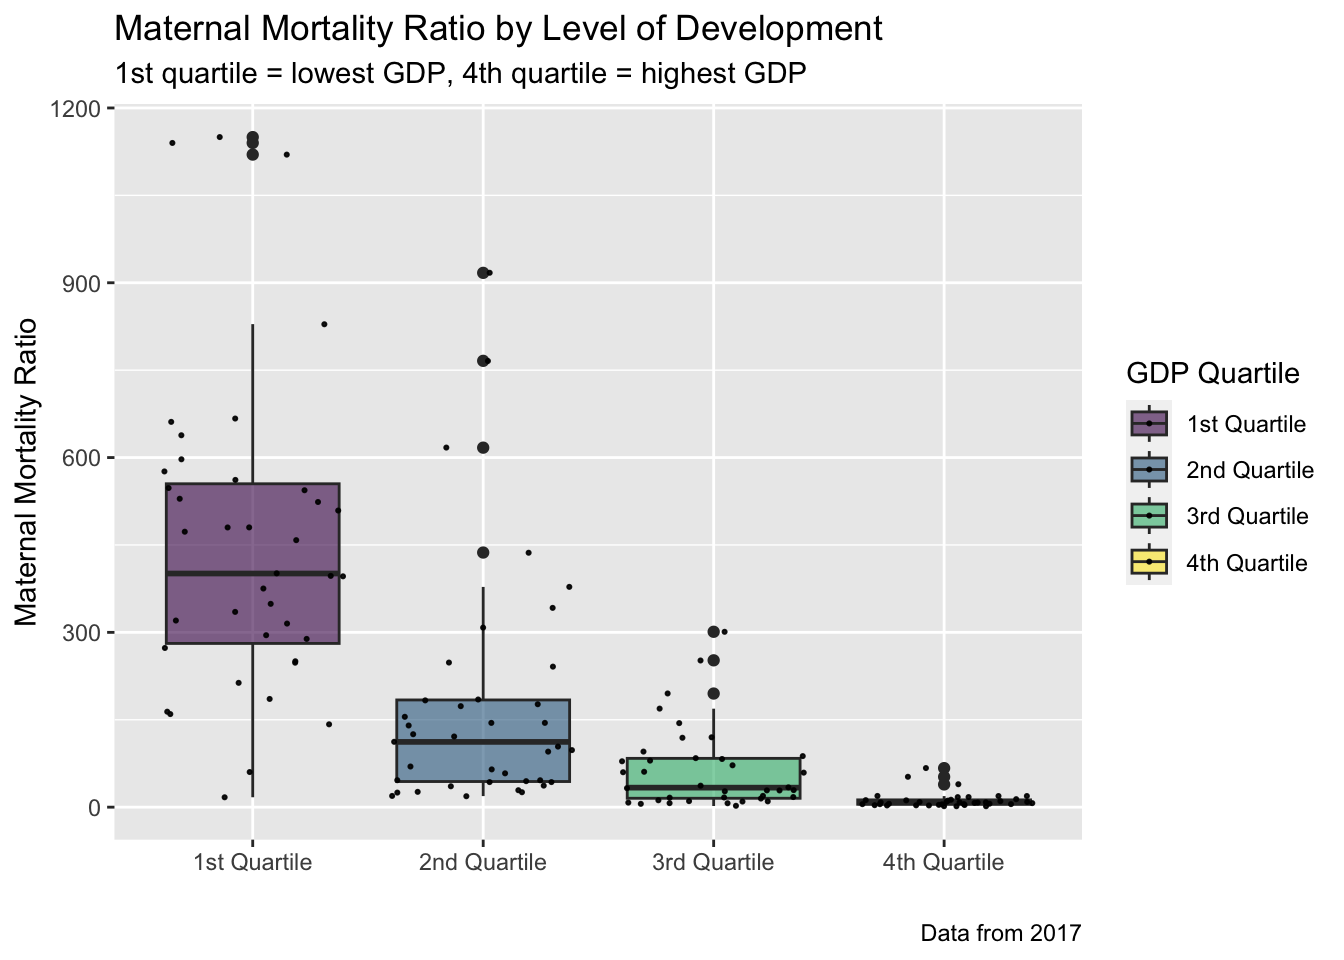 Maternal Mortality Ratio by Level of Development
1st quartile = lowest GDP, 4th quartile = highest GDP
Maternal Mortality Ratio
1200
900
600
300
0
1st Quartile
2nd Quartile
3rd Quartile
4th Quartile
GDP Quartile
1st Quartile
2nd Quartile
3rd Quartile
4th Quartile
Data from 2017